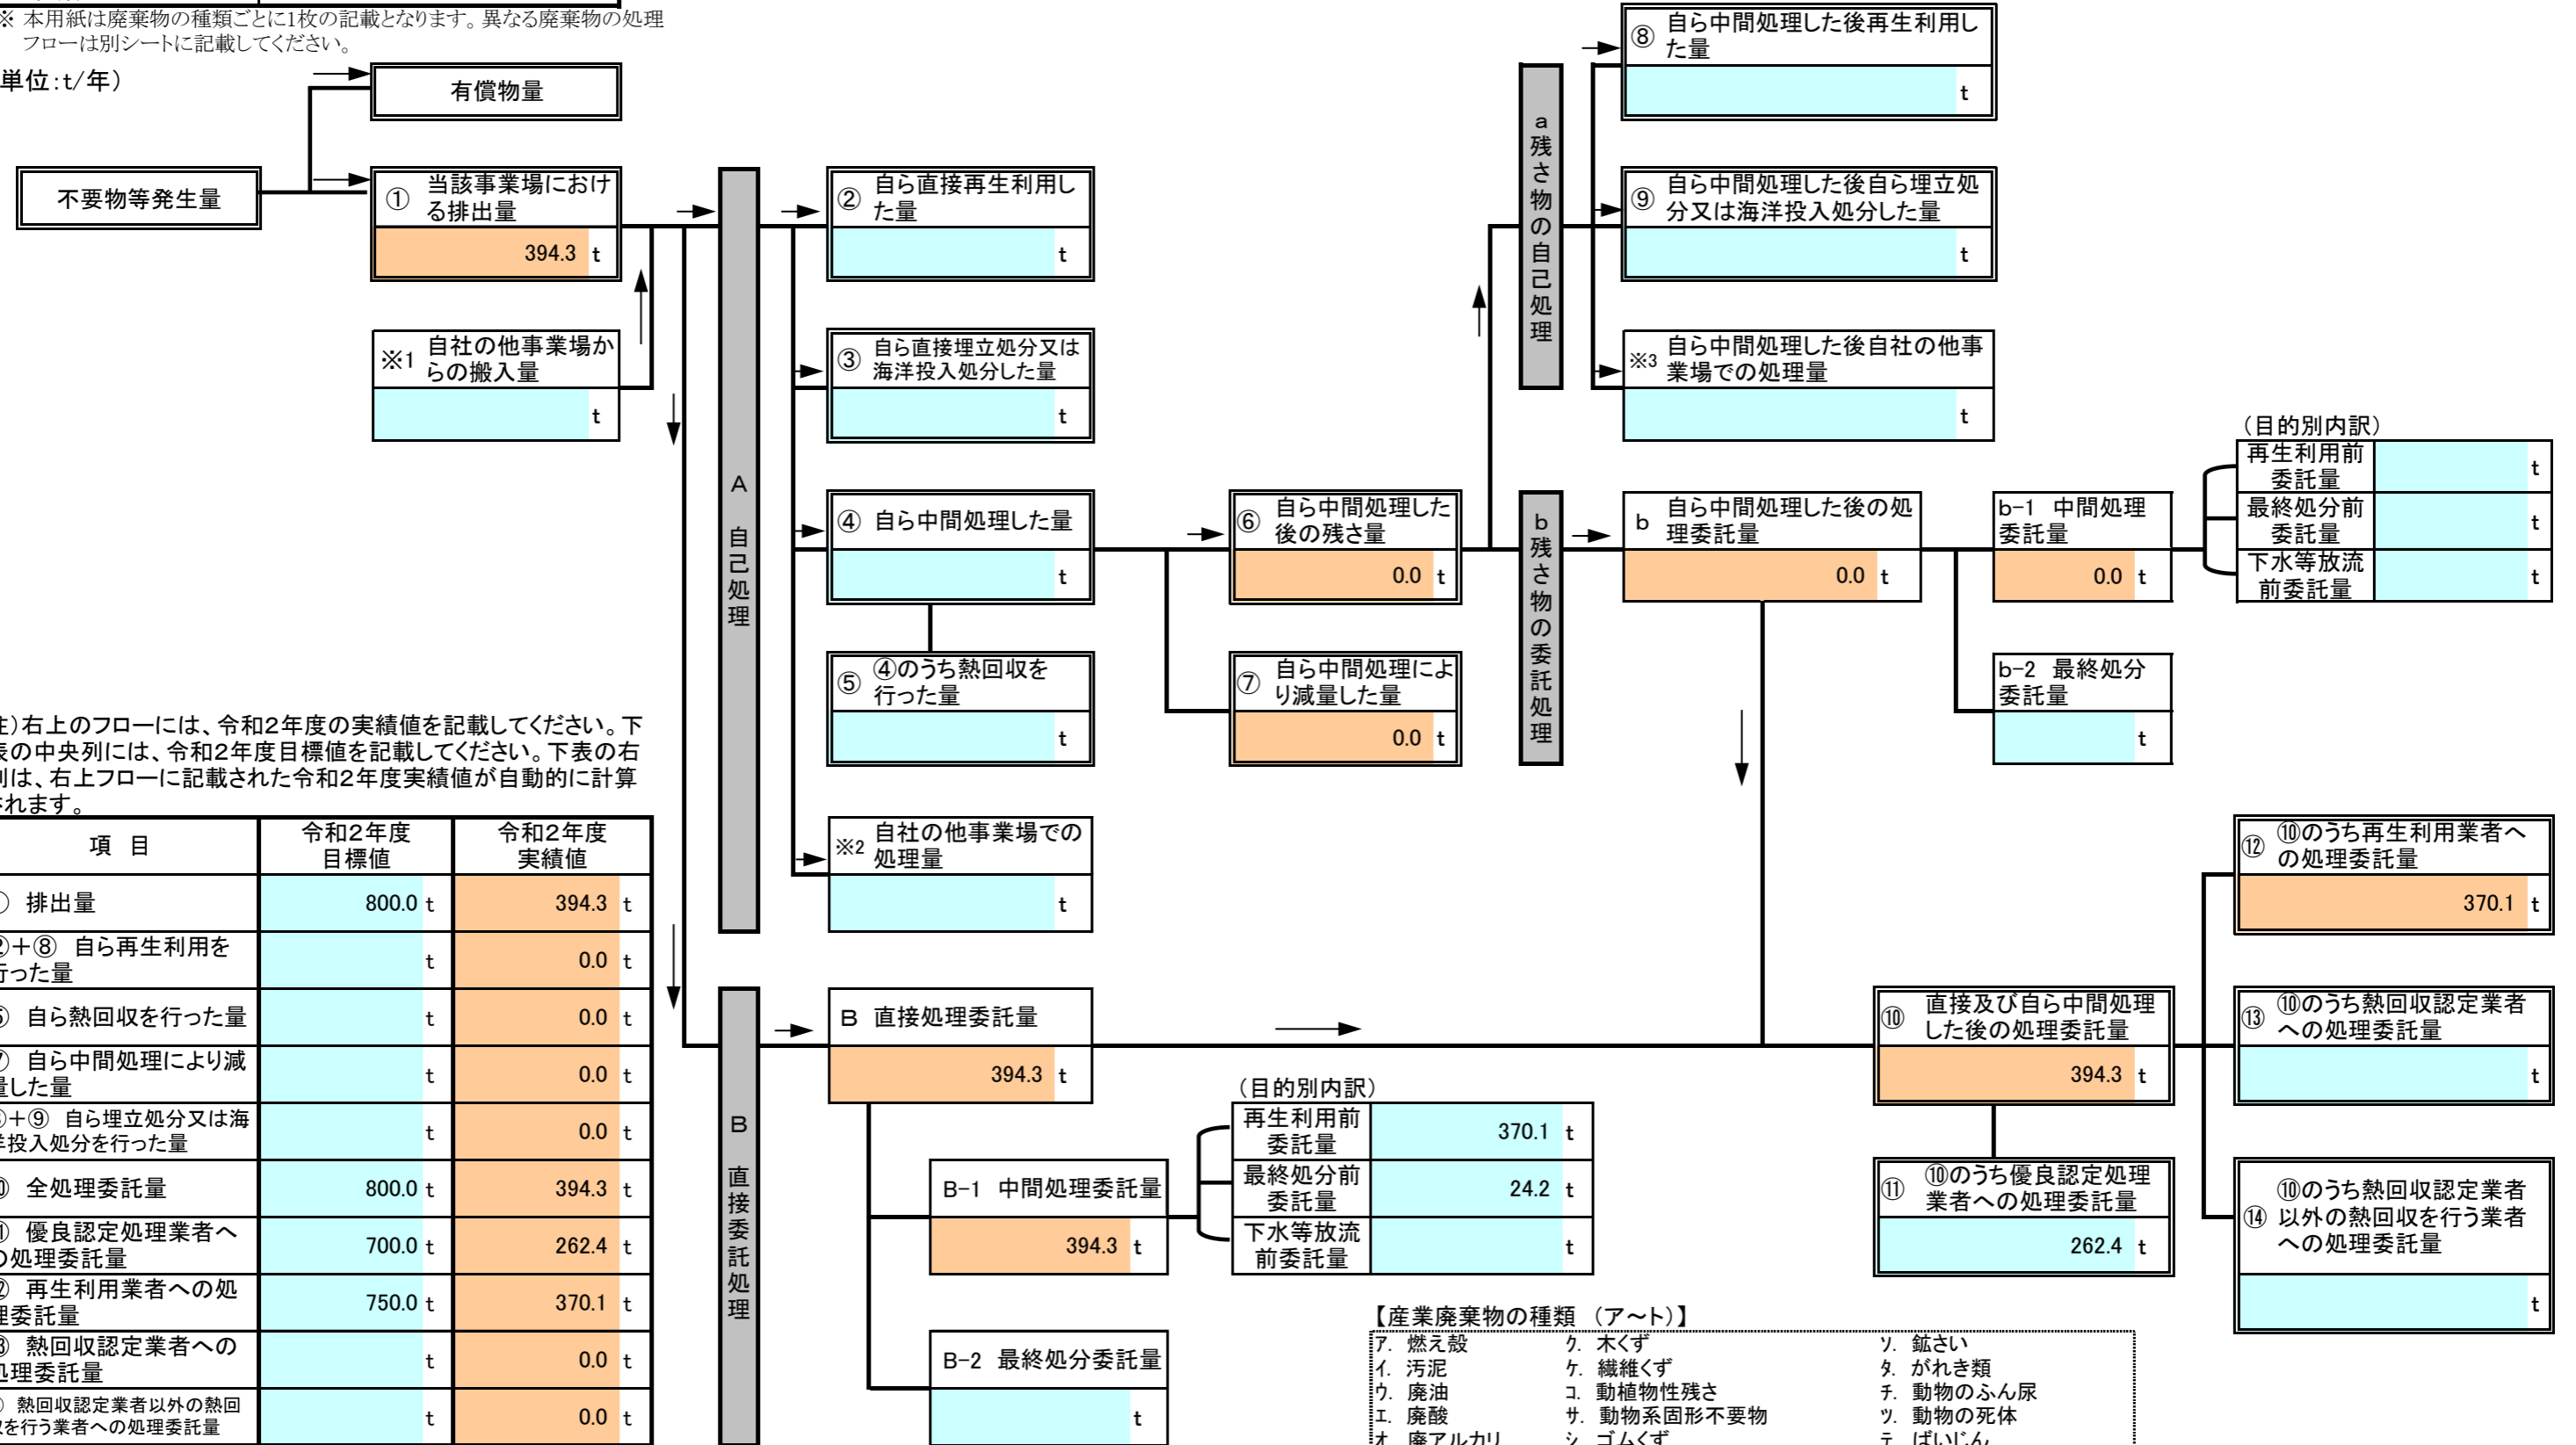 ※ 本用紙は廃棄物の種類ごとに1枚の記載となります。異なる廃棄物の処理
フローは別シートに記載してください。
単位:t/年）
有償物量
不要物等発生量
① 当該事業場におけ
る排出量
394.3 t
※1 自社の他事業場か
らの搬入量
t
A 自己処理
② 自ら直接再生利用し
た量
t
③ 自ら直接埋立処分又は
海洋投入処分した量
t
④ 自ら中間処理した量
t
⑤ ④のうち熱回収を
行った量
t
※2 自社の他事業場での
処理量
t
⑥ 自ら中間処理した
後の残さ量
0.0 t
⑦ 自ら中間処理によ
り減量した量
0.0 t
a 残さ物の自己処理
⑧ 自ら中間処理した後再生利用し
た量
t
⑨ 自ら中間処理した後自ら埋立処
分又は海洋投入処分した量
t
※3 自ら中間処理した後自社の他事
業場での処理量
t
b 残さ物の委託処理
b 自ら中間処理した後の処
理委託量
0.0 t
b-1 中間処理
委託量
0.0 t
b-2 最終処分
委託量
t
（目的別内訳）
再生利用前
委託量
t
最終処分前
委託量
t
下水等放流
前委託量
t
注）右上のフローには、令和2年度の実績値を記載してください。下
表の中央列には、令和2年度目標値を記載してください。下表の右
列は、右上フローに記載された令和2年度実績値が自動的に計算
されます。
項 目 令和2年度 令和2年度
目標値 実績値
① 排出量 800.0 t 394.3 t
②+⑧ 自ら再生利用を
行った量 t 0.0 t
⑤ 自ら熱回収を行った量 t 0.0 t
⑦ 自ら中間処理により減
量した量 t 0.0 t
③+⑨ 自ら埋立処分又は海
洋投入処分を行った量 t 0.0 t
⑩ 全処理委託量 800.0 t 394.3 t
⑪ 優良認定処理業者へ
の処理委託量 700.0 t 262.4 t
⑫ 再生利用業者への処
理委託量 750.0 t 370.1 t
⑬ 熱回収認定業者への
処理委託量 t 0.0 t
熱回収認定業者以外の熱回
収を行う業者への処理委託量 t 0.0 t
B 直接委託処理
B 直接処理委託量
394.3 t
B-1 中間処理委託量
394.3 t
B-2 最終処分委託量
t
（目的別内訳）
再生利用前
委託量
370.1 t
最終処分前
委託量
24.2 t
下水等放流
前委託量
t
⑩ 直接及び自ら中間処理
した後の処理委託量
394.3 t
⑪ ⑩のうち優良認定処理
業者への処理委託量
262.4 t
⑫ ⑩のうち再生利用業者へ
の処理委託量
370.1 t
⑬ ⑩のうち熱回収認定業者
への処理委託量
t
⑭ ⑩のうち熱回収認定業者
以外の熱回収を行う業者
への処理委託量
t
【産業廃棄物の種類 （ア～ト）】
ア. 燃え殻 ク. 木くず ソ. 鉱さい
イ. 汚泥 ケ. 繊維くず タ. がれき類
ウ. 廃油 コ. 動植物性残さ チ. 動物のふん尿
エ. 廃酸 サ. 動物系固形不要物 ツ. 動物の死体
オ. 廃アルカリ シ. ゴムくず テ. ばいじん